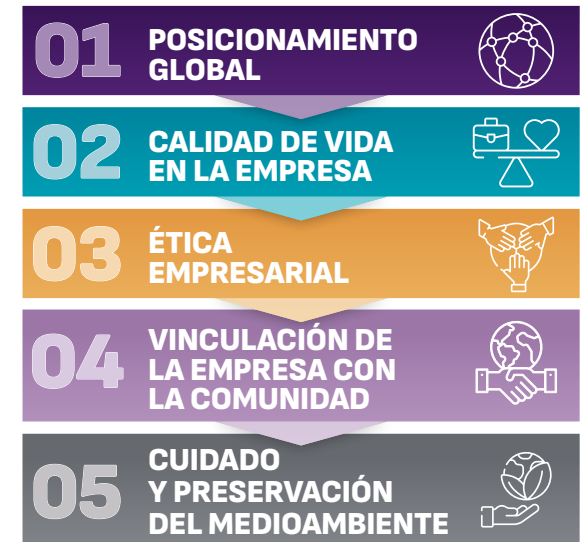 01
POSICIONAMIENTO
GLOBAL
02
CALIDAD DE VIDA
EN LA EMPRESA
03
ÉTICA
EMPRESARIAL
04
VINCULACIÓN DE
LA EMPRESA CON
LA COMUNIDAD
05
CUIDADO
Y PRESERVACIÓN
DEL MEDIOAMBIENTE